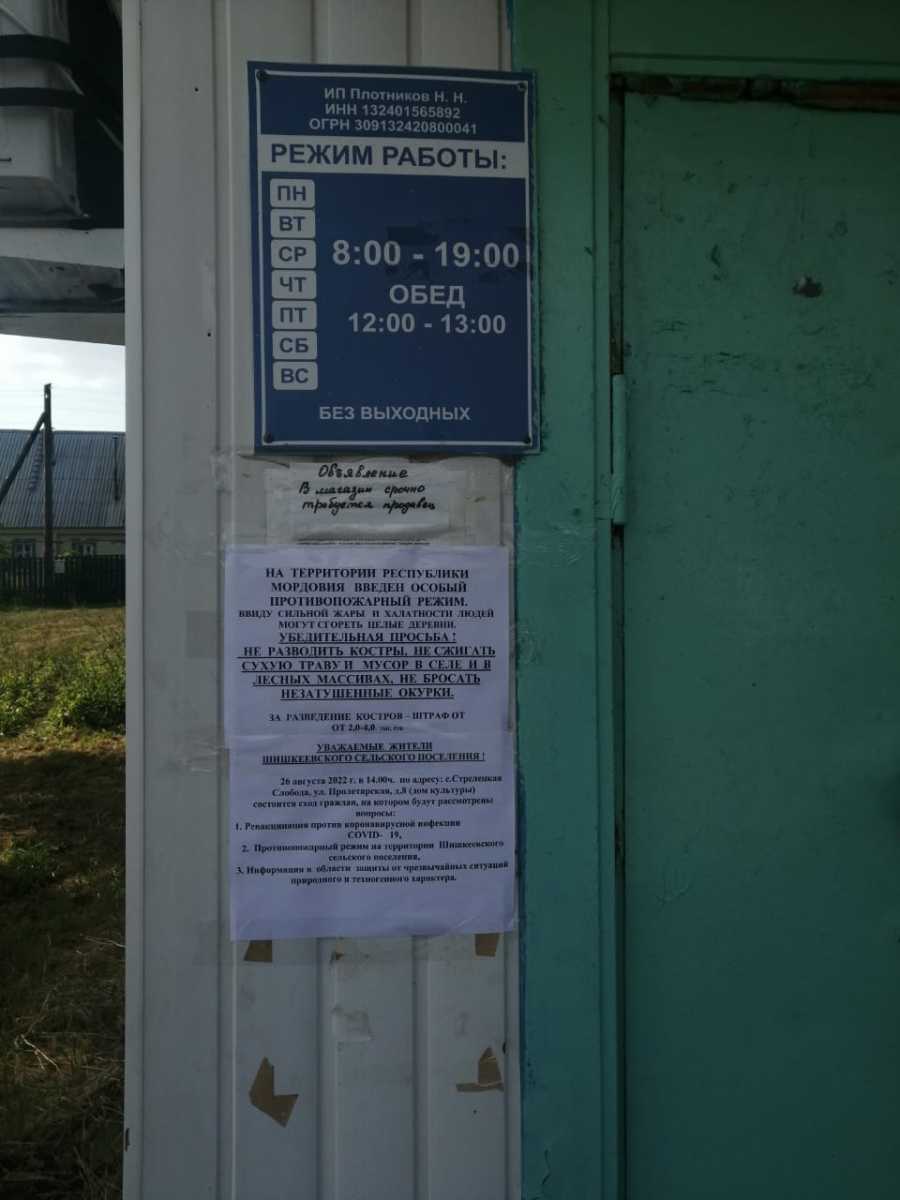 ИП Плотников Н. Н.
ИНН 132401565892
ОГРН 309132420800041
РЕЖИМ РАБОТЫ:
ПН
ВТ
СР
ЧТ
ПТ
СБ
ВС
8:00 - 19:00
ОБЕД
12:00 - 13:00
БЕЗ ВЫХОДНЫХ
Объявление
В магазин срочно
требуется продавец
НА ТЕРРИТОРИИ РЕСПУБЛИКИ
МОРДОВИЯ ВВЕДЕН ОСОБЫЙ
ПРОТИВОПОЖАРНЫЙ РЕЖИМ.
ВВИДУ СИЛЬНОЙ ЖАРЫ И ХАЛАТНОСТИ ЛЮДЕЙ
МОГУТ СГОРЕТЬ ЦЕЛЫЕ ДЕРЕВНИ.
УБЕДИТЕЛЬНАЯ ПРОСЬБА !
НЕ РАЗВОДИТЬ КОСТРЫ, НЕ СЖИГАТЬ
СУХУЮ ТРАВУ И МУСОР В СЕЛЕ И В
ЛЕСНЫХ МАССИВАХ, НЕ БРОСАТЬ
НЕЗАТУШЕННЫЕ ОКУРКИ.
ЗА РАЗВЕДЕНИЕ КОСТРОВ – ШТРАФ ОТ
ОТ 2,0-4,0 тыс. руб
УВАЖАЕМЫЕ ЖИТЕЛИ
ШИШКЕЕВСКОГО СЕЛЬСКОГО ПОСЕЛЕНИЯ !
26 августа 2022 г. в 14.00ч. по адресу: с.Стрелецкая
Слобода, ул. Пролетарская, д.8 (дом культуры)
состоится сход граждан, на котором будут рассмотрены
вопросы:
1. Ревакцинация против коронавирусной инфекции
COVID- 19,
2. Противопожарный режим на территории Шишкеевского
сельского поселения,
3. Информация в области защиты от чрезвычайных ситуаций
природного и техногенного характера.